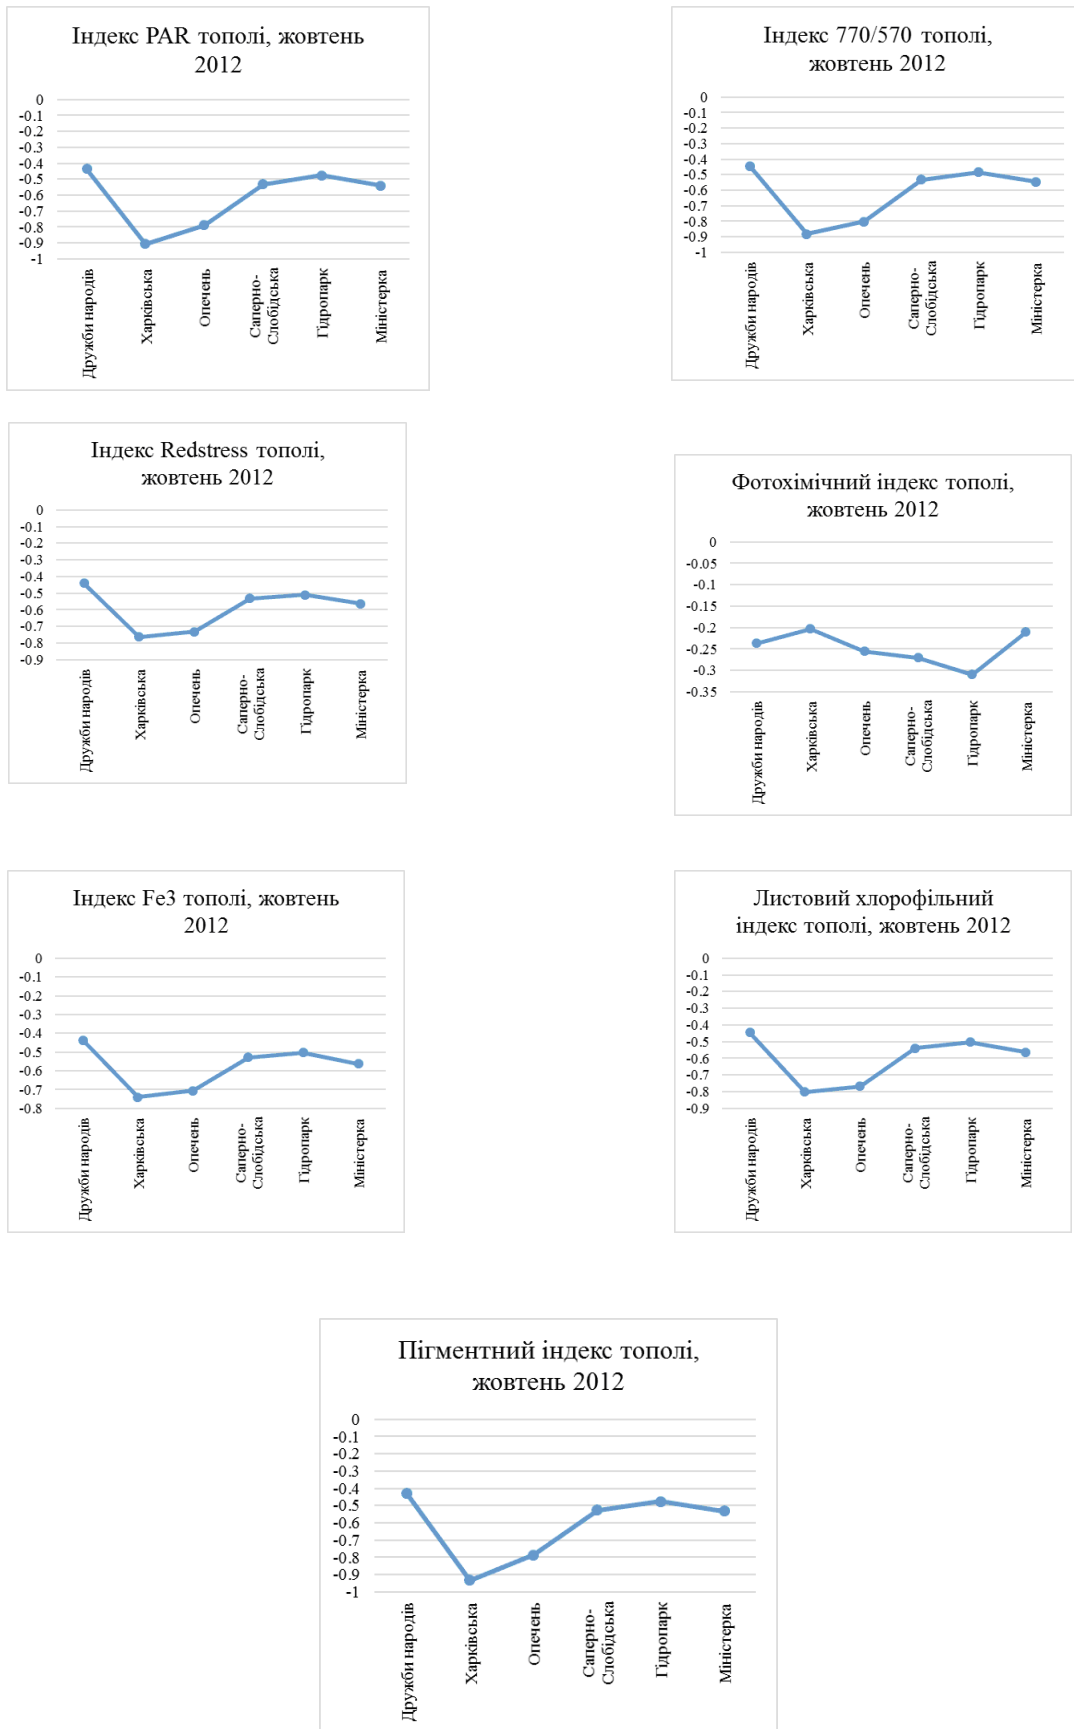 Індекс PAR тополі, жовтень
2012
0
-0.1
-0.2
-0.3
-0.4
-0.5
-0.6
-0.7
-0.8
-0.9
-1
Дружби народів
Харківська
Опечень
Саперно-
Слобідська
Гідропарк
Міністерка
Індекс 770/570 тополі,
жовтень 2012
0
-0.1
-0.2
-0.3
-0.4
-0.5
-0.6
-0.7
-0.8
-0.9
-1
Дружби народів
Харківська
Опечень
Саперно-
Слобідська
Гідропарк
Міністерка
Індекс Redstress тополі,
жовтень 2012
0
-0.1
-0.2
-0.3
-0.4
-0.5
-0.6
-0.7
-0.8
-0.9
Дружби народів
Харківська
Опечень
Саперно-
Слобідська
Гідропарк
Міністерка
Фотохімічний індекс тополі,
жовтень 2012
0
-0.05
-0.1
-0.15
-0.2
-0.25
-0.3
-0.35
Дружби народів
Харківська
Опечень
Саперно-
Слобідська
Гідропарк
Міністерка
Індекс Fe3 тополі, жовтень
2012
0
-0.1
-0.2
-0.3
-0.4
-0.5
-0.6
-0.7
-0.8
Дружби народів
Харківська
Опечень
Саперно-
Слобідська
Гідропарк
Міністерка
Листовий хлорофільний
індекс тополі, жовтень 2012
0
-0.1
-0.2
-0.3
-0.4
-0.5
-0.6
-0.7
-0.8
-0.9
Дружби народів
Харківська
Опечень
Саперно-
Слобідська
Гідропарк
Міністерка
Пігментний індекс тополі,
жовтень 2012
0
-0.1
-0.2
-0.3
-0.4
-0.5
-0.6
-0.7
-0.8
-0.9
-1
Дружби народів
Харківська
Опечень
Саперно-
Слобідська
Гідропарк
Міністерка